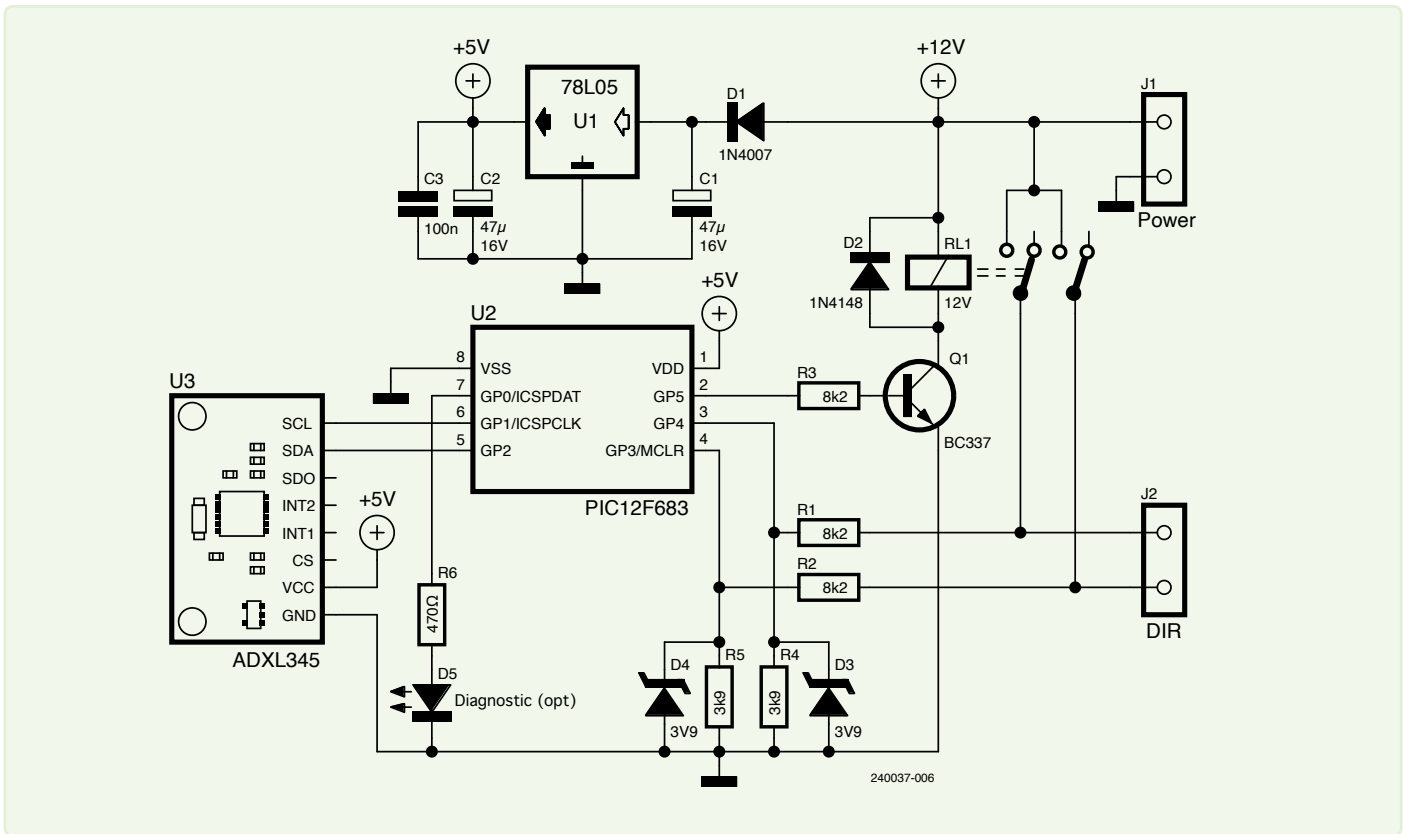 +5V
78L05
U1
+12V
D1
1N4007
J1
Power
C3
100n
C2
47µ
16V
C1
47µ
16V
D2
1N4148
RL1
12V
+5V
U2
8
VSS
VDD
1
7
GP0/ICSPDAT
GP5
2
6
GP1/ICSPCLK
GP4
3
5
GP2
GP3/MCLR
4
PIC12F683
R3
8k2
Q1
BC337
U3
SCL
SDA
SDO
INT2
INT1
CS
VCC
GND
ADXL345
+5V
R1
8k2
R2
8k2
J2
DIR
R6
470Ω
D5
Diagnostic (opt)
D4
3V9
R5
3k9
R4
3k9
D3
3V9
240037-006